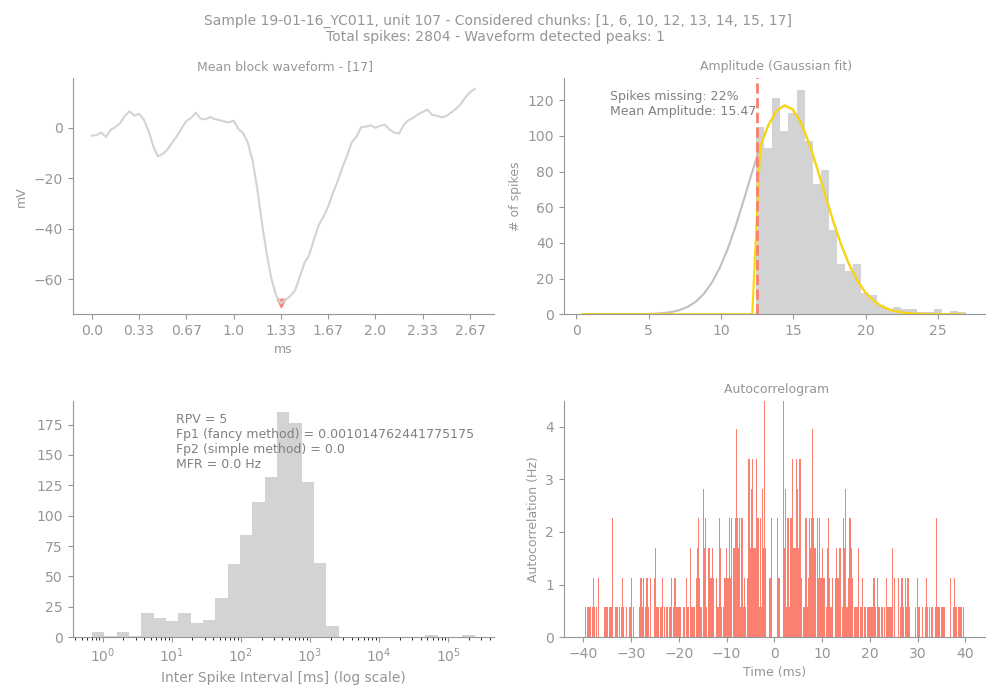 Sample 19-01-16_YC011, unit 107 - Considered chunks: [1, 6, 10, 12, 13, 14, 15, 17]
Total spikes: 2804 - Waveform detected peaks: 1
Mean block waveform - [17]
mV
0
−20
−40
−60
0.0 0.33 0.67 1.0 1.33 1.67 2.0 2.33 2.67
ms
Amplitude (Gaussian fit)
Spikes missing: 22%
Mean Amplitude: 15.47
# of spikes
120
100
80
60
40
20
0
0 5 10 15 20 25
RPV = 5
Fp1 (fancy method) = 0.001014762441775175
Fp2 (simple method) = 0.0
MFR = 0.0 Hz
175
150
125
100
75
50
25
0
10⁰ 10¹ 10² 10³ 10⁴ 10⁵
Inter Spike Interval [ms] (log scale)
Autocorrelogram
Autocorrelation (Hz)
4
3
2
1
0
−40 −30 −20 −10 0 10 20 30 40
Time (ms)